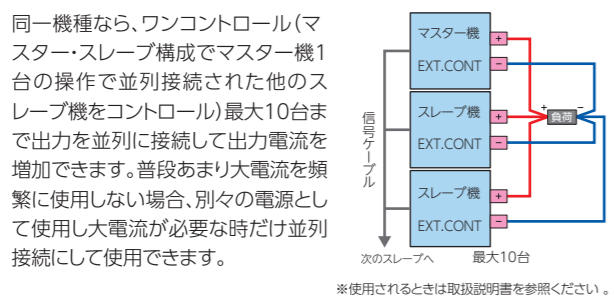 同一機種なら、ワンコントロール（マ
スター・スレーブ構成でマスター機1
台の操作で並列接続された他のス
レーブ機をコントロール）最大10台ま
で出力を並列に接続して出力電流を
増加できます。普段あまり大電流を頻
繁に使用しない場合、別々の電源とし
て使用し大電流が必要な時だけ並列
接続にして使用できます。
マスター機
+
EXT.CONT
−
スレーブ機
+
EXT.CONT
−
スレーブ機
+
EXT.CONT
−
信号ケーブル
+
負荷
−
次のスレーブへ
最大10台
※使用されるときは取扱説明書を参照ください。